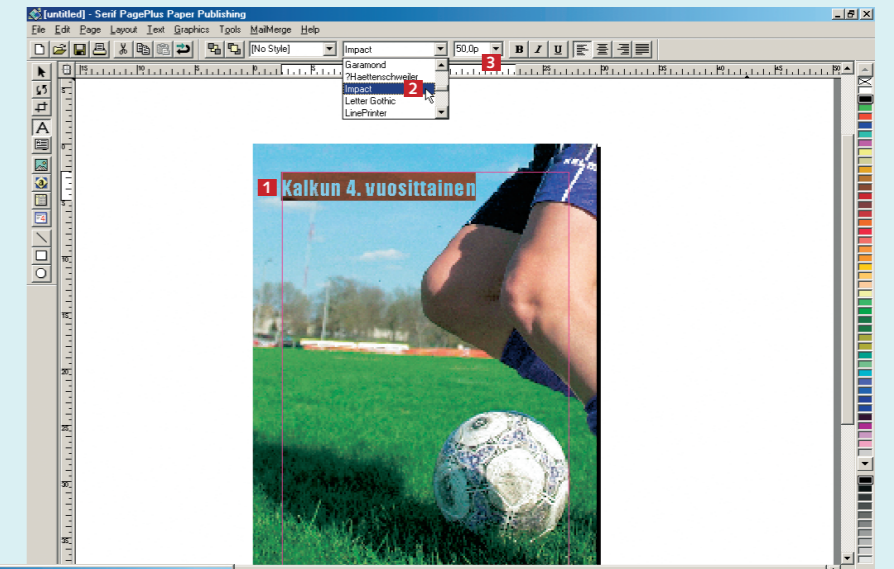 [untitled] - Serif PagePlus Paper Publishing
File Edit Page Layout Text Graphics Tools MailMerge Help
[No Style] Impact 50,0p B I U
3
Garamond
?Haettenschweiler
Impact 2
Letter Gothic
LinePrinter
1 Kalkun 4. vuosittainen